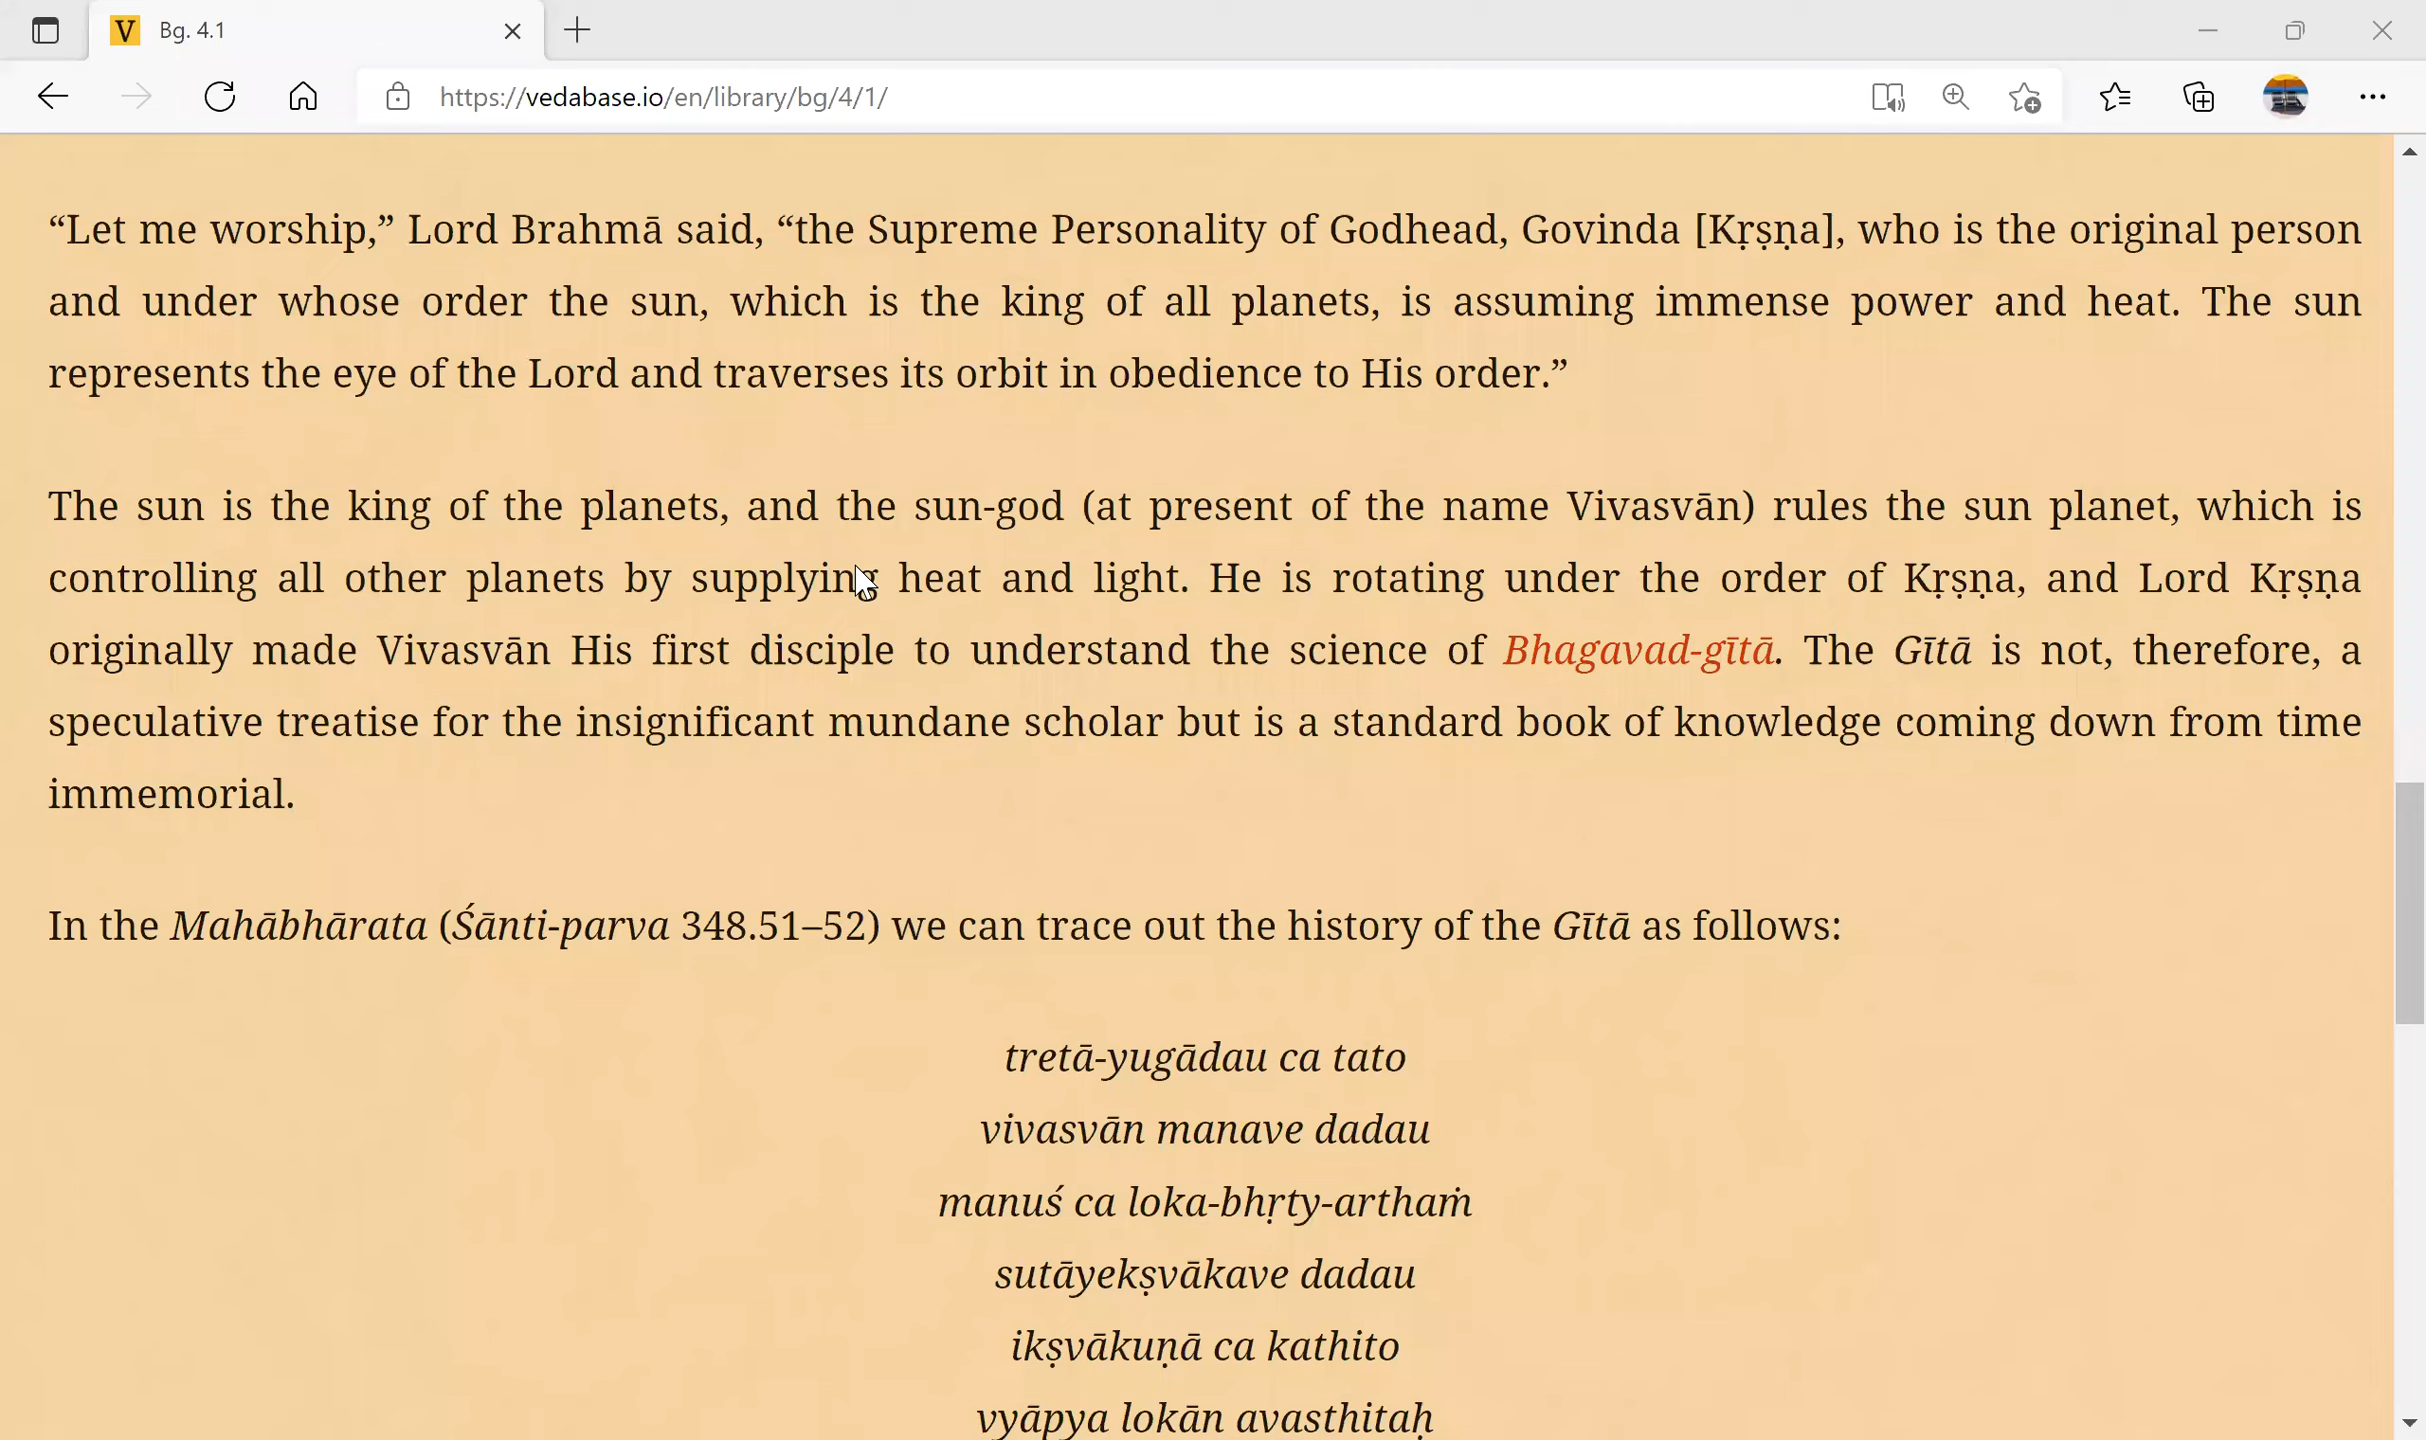 Bg. 4.1
https://vedabase.io/en/library/bg/4/1/
“Let me worship,” Lord Brahmā said, “the Supreme Personality of Godhead, Govinda [Kṛṣṇa], who is the original person
and under whose order the sun, which is the king of all planets, is assuming immense power and heat. The sun
represents the eye of the Lord and traverses its orbit in obedience to His order.”
The sun is the king of the planets, and the sun-god (at present of the name Vivasvān) rules the sun planet, which is
controlling all other planets by supplying heat and light. He is rotating under the order of Kṛṣṇa, and Lord Kṛṣṇa
originally made Vivasvān His first disciple to understand the science of Bhagavad-gītā. The Gītā is not, therefore, a
speculative treatise for the insignificant mundane scholar but is a standard book of knowledge coming down from time
immemorial.
In the Mahābhārata (Śānti-parva 348.51–52) we can trace out the history of the Gītā as follows:
tretā-yugādau ca tato
vivasvān manave dadau
manuś ca loka-bhṛty-arthaṁ
sutāyekṣvākave dadau
ikṣvākuṇā ca kathito
vyāpya lokān avasthitaḥ